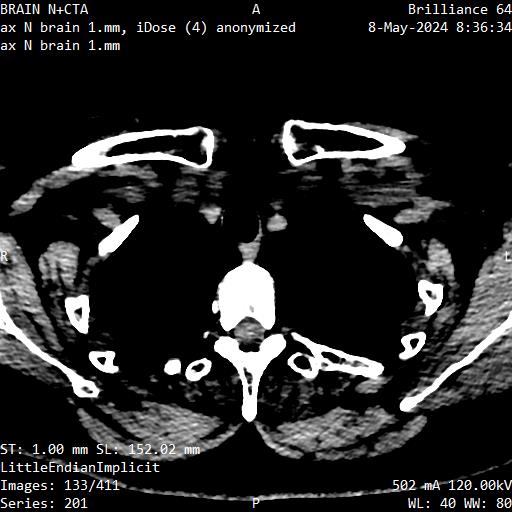 BRAIN N+CTA
A
Brilliance 64
ax N brain 1.mm, iDose (4) anonymized
8-May-2024 8:36:34
ax N brain 1.mm
R
L
ST: 1.00 mm SL: 152.02 mm
LittleEndianImplicit
Images: 133/411
502 mA 120.00kV
Series: 201
P
WL: 40 WW: 80